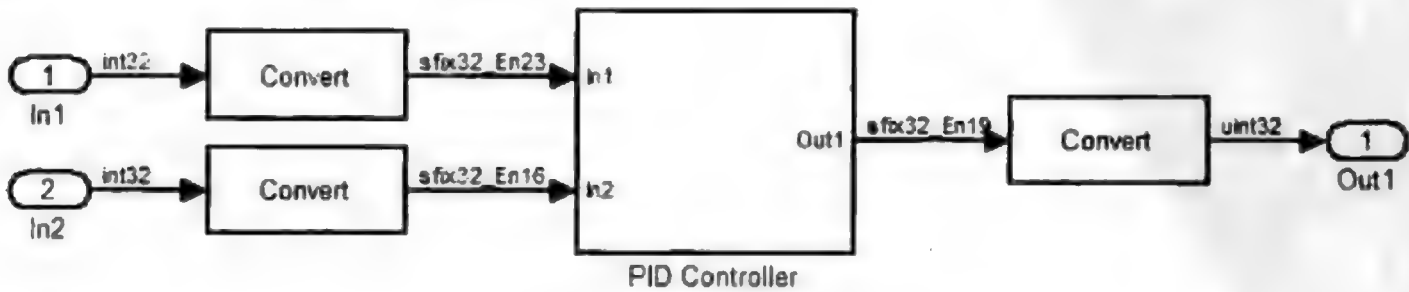 1
In1
int32
Convert
sfix32_En23
In1
2
In2
int32
Convert
sfix32_En16
In2
Out1
PID Controller
sfix32_En19
Convert
uint32
1
Out1